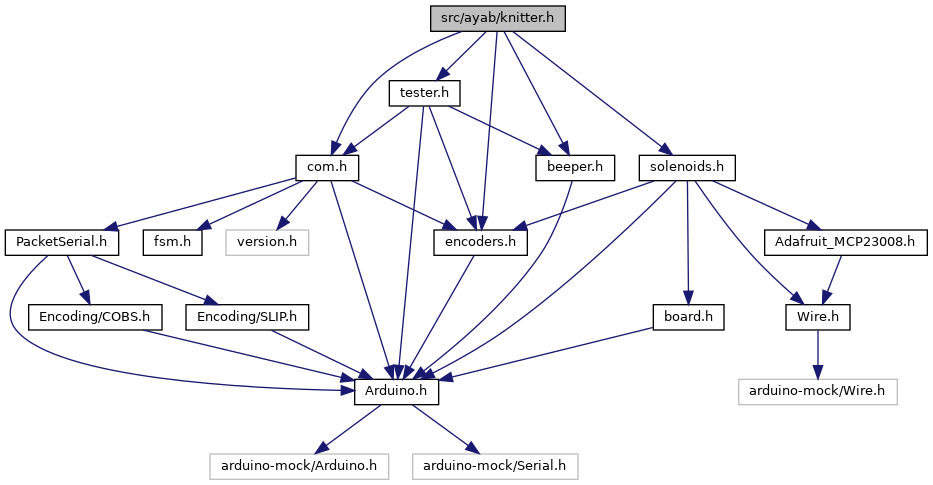 src/ayab/knitter.h
tester.h
com.h
beeper.h
solenoids.h
PacketSerial.h
fsm.h
version.h
encoders.h
Adafruit_MCP23008.h
Encoding/COBS.h
Encoding/SLIP.h
board.h
Wire.h
Arduino.h
arduino-mock/Wire.h
arduino-mock/Arduino.h
arduino-mock/Serial.h